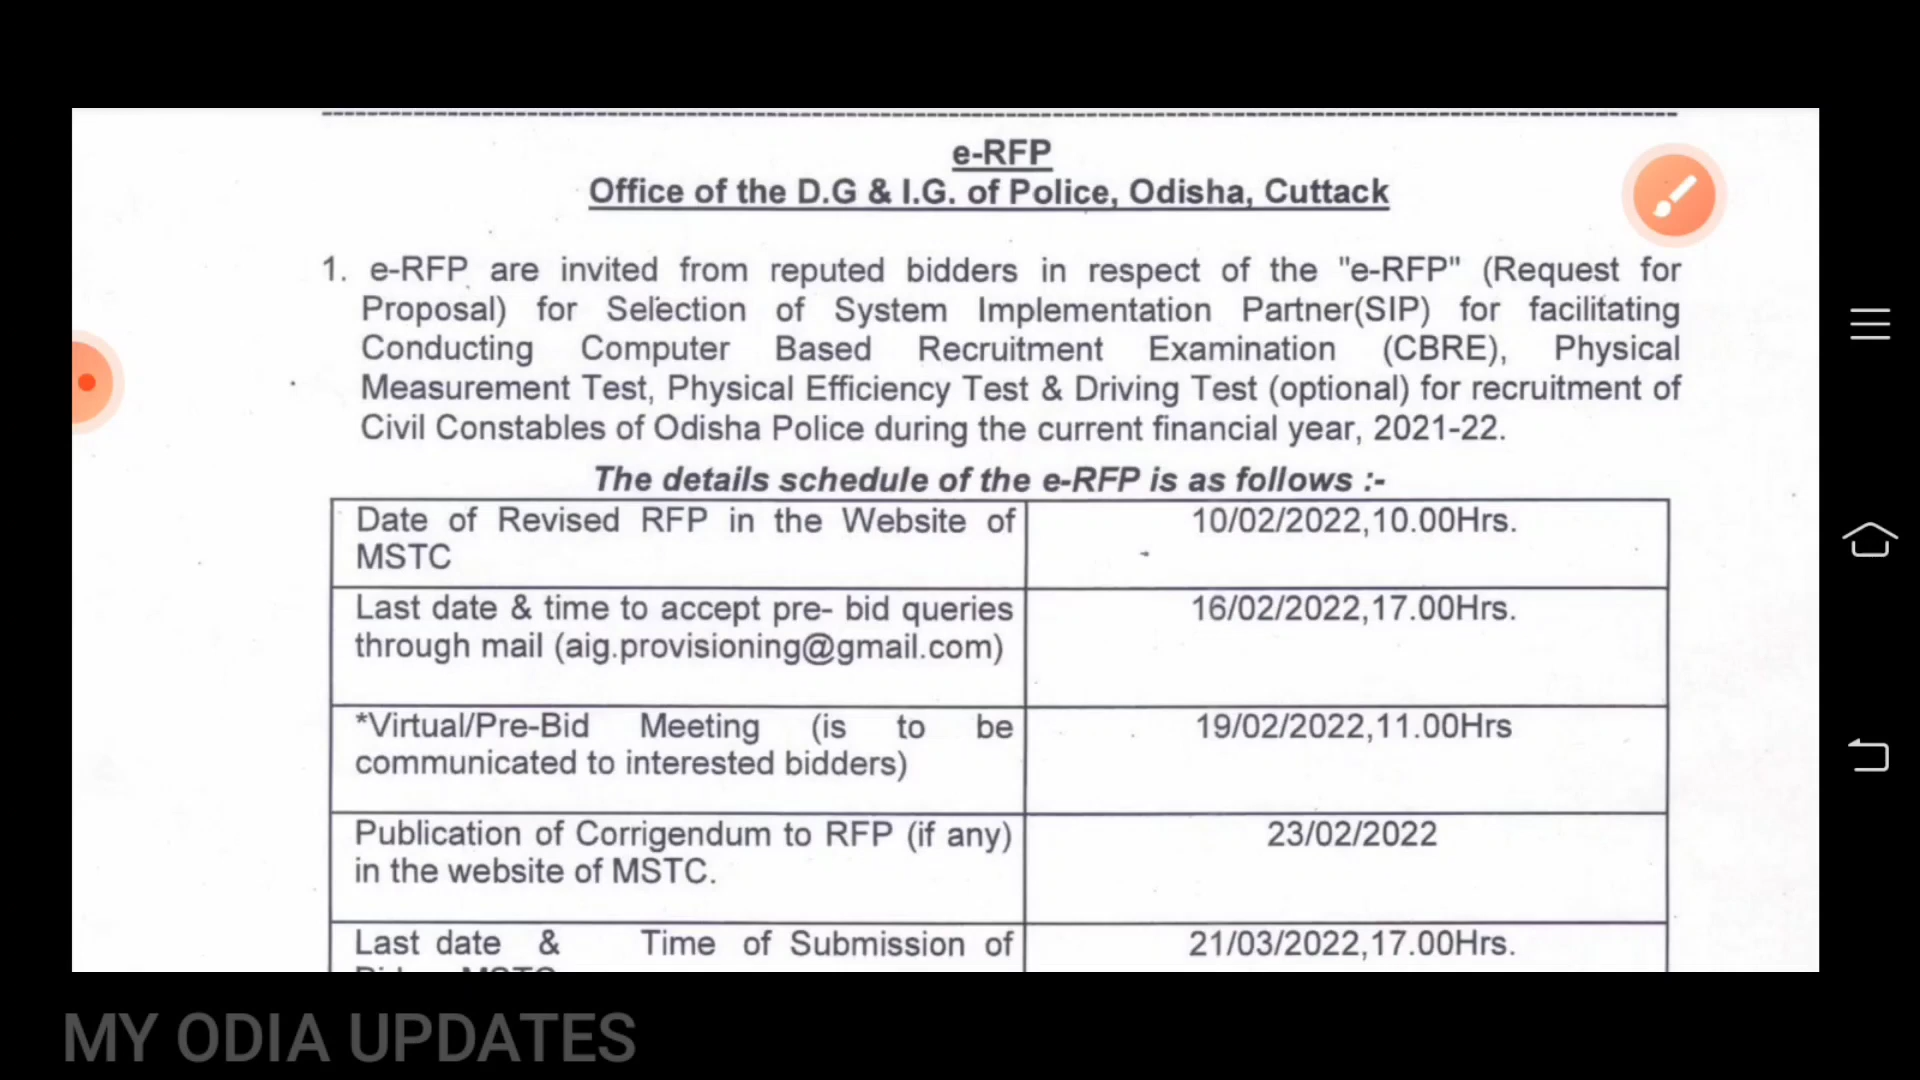 e-RFP
Office of the D.G & I.G. of Police, Odisha, Cuttack
1. e-RFP are invited from reputed bidders in respect of the "e-RFP" (Request for
Proposal) for Selection of System Implementation Partner(SIP) for facilitating
Conducting Computer Based Recruitment Examination (CBRE), Physical
Measurement Test, Physical Efficiency Test & Driving Test (optional) for recruitment of
Civil Constables of Odisha Police during the current financial year, 2021-22.
The details schedule of the e-RFP is as follows :-
Date of Revised RFP in the Website of 10/02/2022,10.00Hrs.
MSTC
Last date & time to accept pre- bid queries 16/02/2022,17.00Hrs.
through mail (aig.provisioning@gmail.com)
*Virtual/Pre-Bid Meeting (is to be 19/02/2022,11.00Hrs
communicated to interested bidders)
Publication of Corrigendum to RFP (if any) 23/02/2022
in the website of MSTC.
Last date & Time of Submission of 21/03/2022,17.00Hrs.
MY ODIA UPDATES